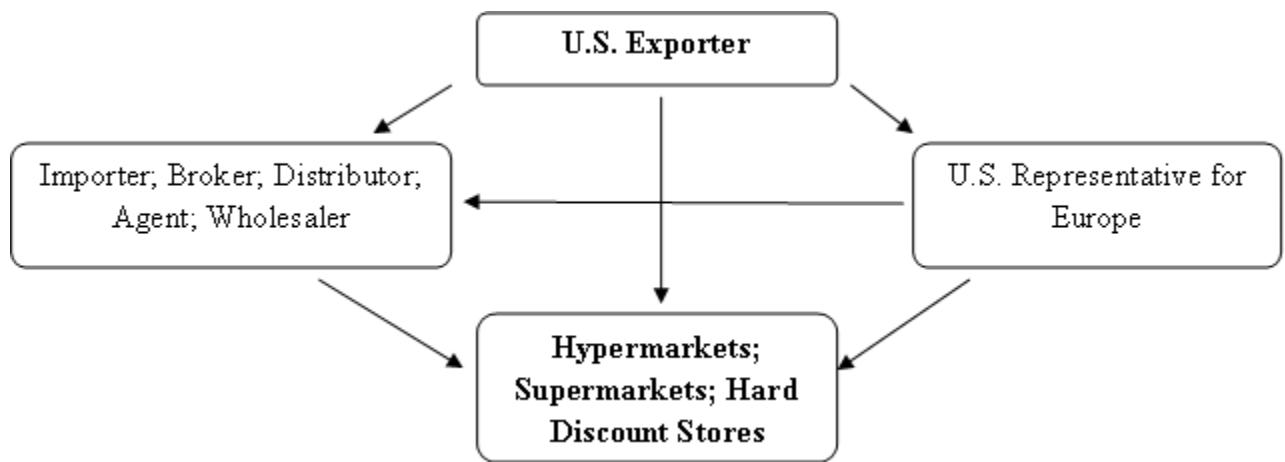 U.S. Exporter
Importer; Broker; Distributor;
Agent; Wholesaler
U.S. Representative for
Europe
Hypermarkets;
Supermarkets; Hard
Discount Stores